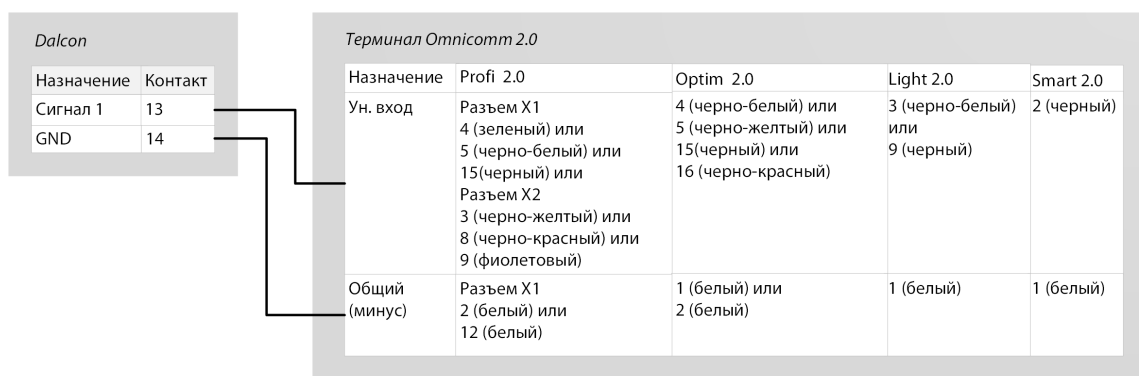 Dalcon
Назначение Контакт
Сигнал 1 13
GND 14
Терминал Omnicomm 2.0
Назначение Profi 2.0 Optim 2.0 Light 2.0 Smart 2.0
Ун. вход Разъем X1 4 (черно-белый) или 3 (черно-белый) 2 (черный)
4 (зеленый) или 5 (черно-желтый) или или
5 (черно-белый) или 15(черный) или 9 (черный)
15(черный) или 16 (черно-красный)
Разъем X2
3 (черно-желтый) или
8 (черно-красный) или
9 (фиолетовый)
Общий Разъем X1 1 (белый) или 1 (белый) 1 (белый)
(минус) 2 (белый) или 2 (белый)
12 (белый)